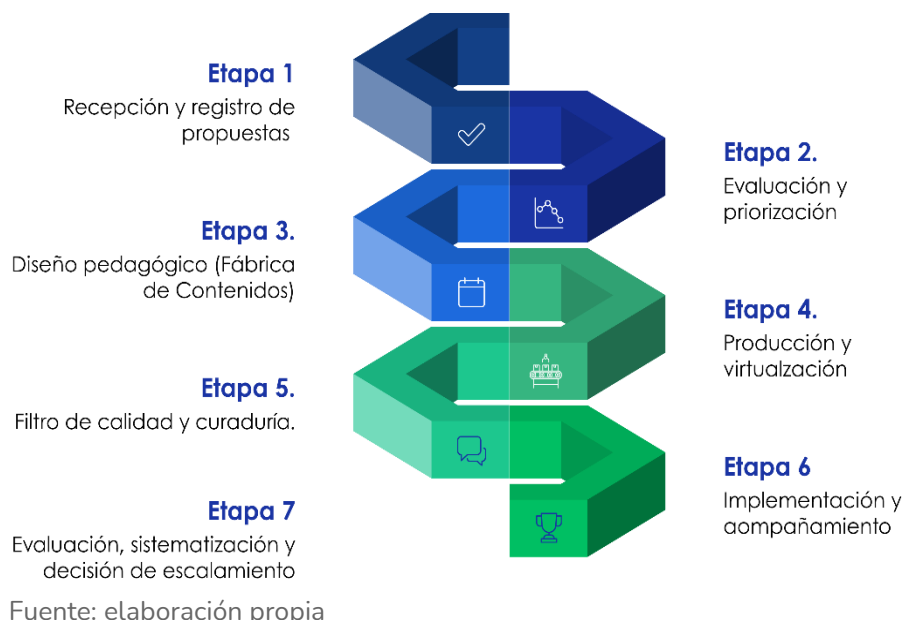 Etapa 1
Recepción y registro de
propuestas
Etapa 2.
Evaluación y
priorización
Etapa 3.
Diseño pedagógico (Fábrica
de Contenidos)
Etapa 4.
Producción y
virtualzación
Etapa 5.
Filtro de calidad y curaduría.
Etapa 6
Implementación y
aompañamiento
Etapa 7
Evaluación, sistematización y
decisión de escalamiento
Fuente: elaboración propia